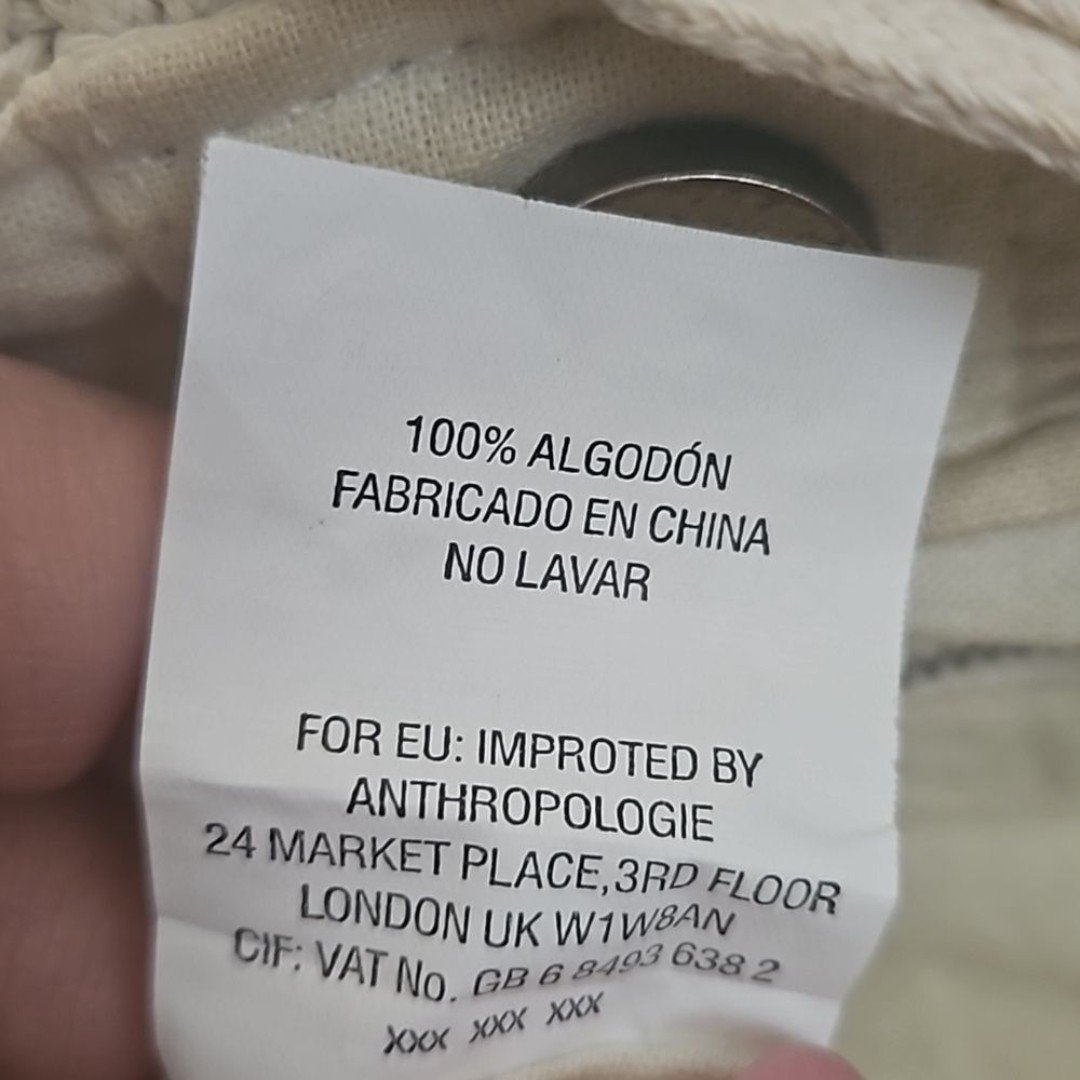 100% ALGODÓN
FABRICADO EN CHINA
NO LAVAR
FOR EU: IMPROTED BY
ANTHROPOLOGIE
24 MARKET PLACE,3RD FLOOR
LONDON UK W1W8AN
CIF: VAT No. GB 6 8493 638 2
XXX XXX XXX